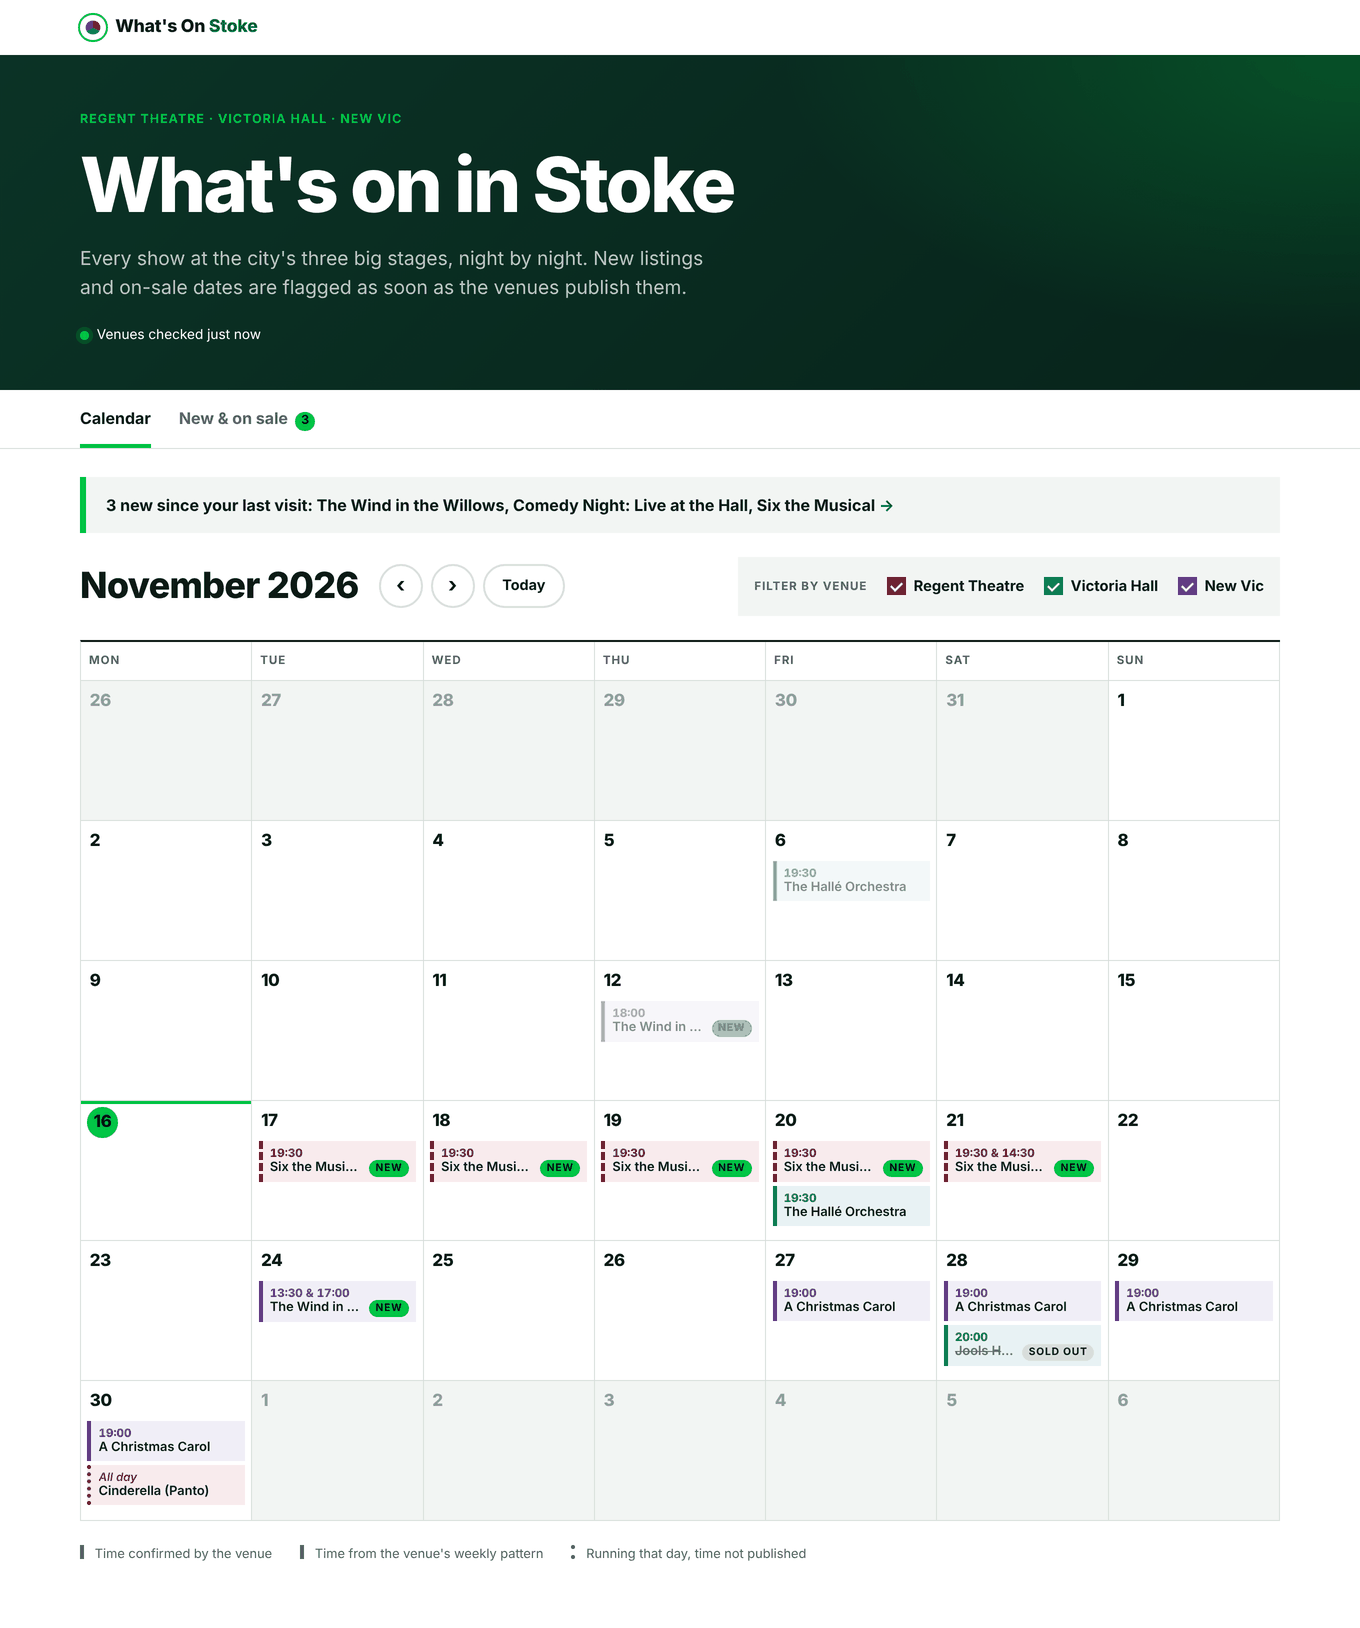 What's On Stoke
REGENT THEATRE · VICTORIA HALL · NEW VIC
What's on in Stoke
Every show at the city's three big stages, night by night. New listings
and on-sale dates are flagged as soon as the venues publish them.
Venues checked just now
Calendar New & on sale 3
3 new since your last visit: The Wind in the Willows, Comedy Night: Live at the Hall, Six the Musical →
November 2026 ‹ › Today FILTER BY VENUE Regent Theatre Victoria Hall New Vic
MON TUE WED THU FRI SAT SUN
26 27 28 29 30 31 1
2 3 4 5 6 7 8
19:30
The Hallé Orchestra
9 10 11 12 13 14 15
18:00
The Wind in ... NEW
16 17 18 19 20 21 22
19:30 19:30 19:30 19:30 19:30 & 14:30
Six the Musi... NEW Six the Musi... NEW Six the Musi... NEW Six the Musi... NEW Six the Musi... NEW
19:30
The Hallé Orchestra
23 24 25 26 27 28 29
13:30 & 17:00 19:00 19:00 19:00
The Wind in ... NEW A Christmas Carol A Christmas Carol A Christmas Carol
20:00
Jools H... SOLD OUT
30 1 2 3 4 5 6
19:00
A Christmas Carol
All day
Cinderella (Panto)
Time confirmed by the venue Time from the venue's weekly pattern Running that day, time not published